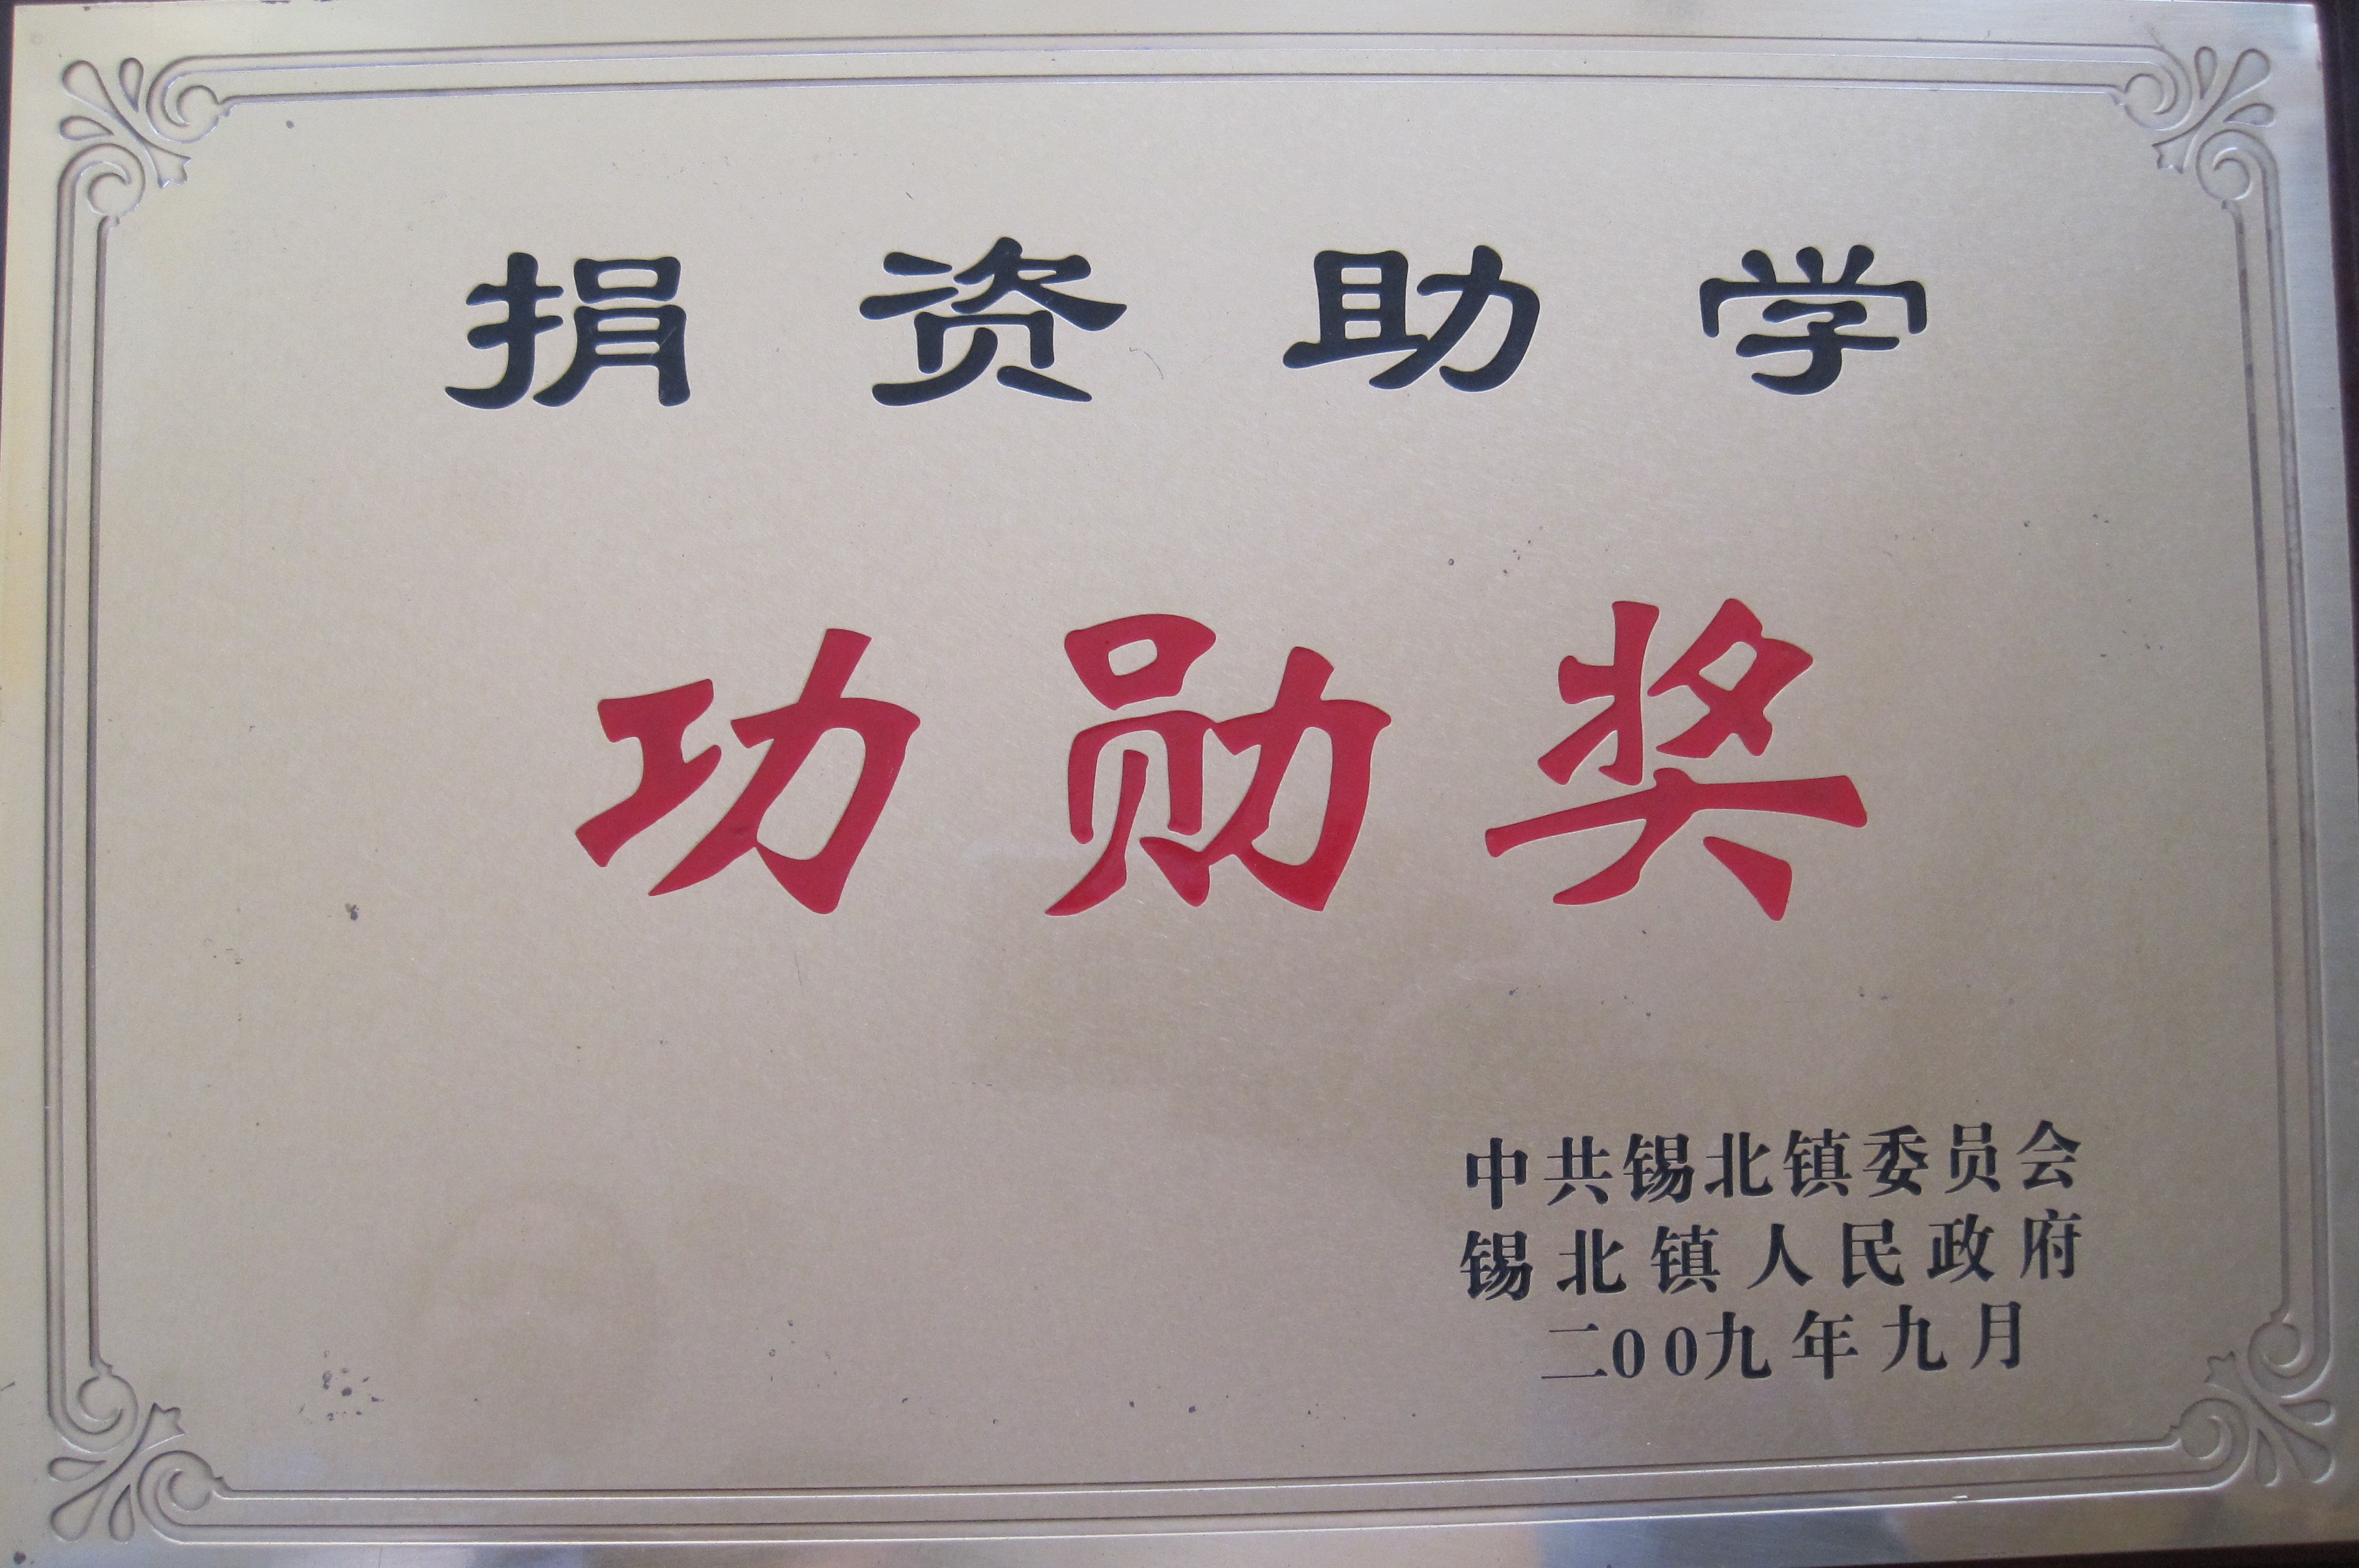 捐资助学
功勋奖
中共锡北镇委员会
锡北镇人民政府
二00九年九月